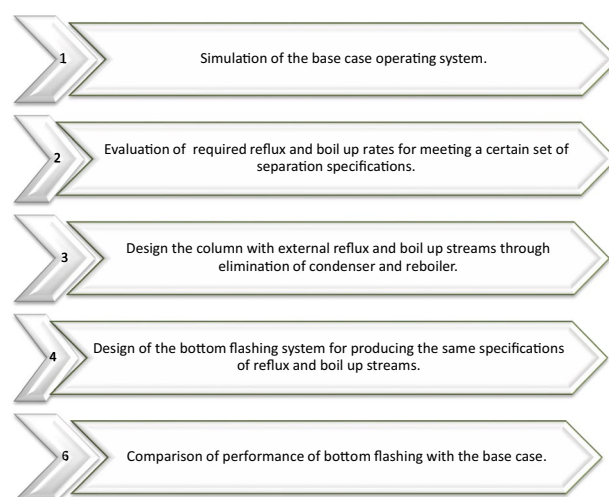 1
Simulation of the base case operating system.
2
Evaluation of required reflux and boil up rates for meeting a certain set of
separation specifications.
3
Design the column with external reflux and boil up streams through
elimination of condenser and reboiler.
4
Design of the bottom flashing system for producing the same specifications
of reflux and boil up streams.
6
Comparison of performance of bottom flashing with the base case.